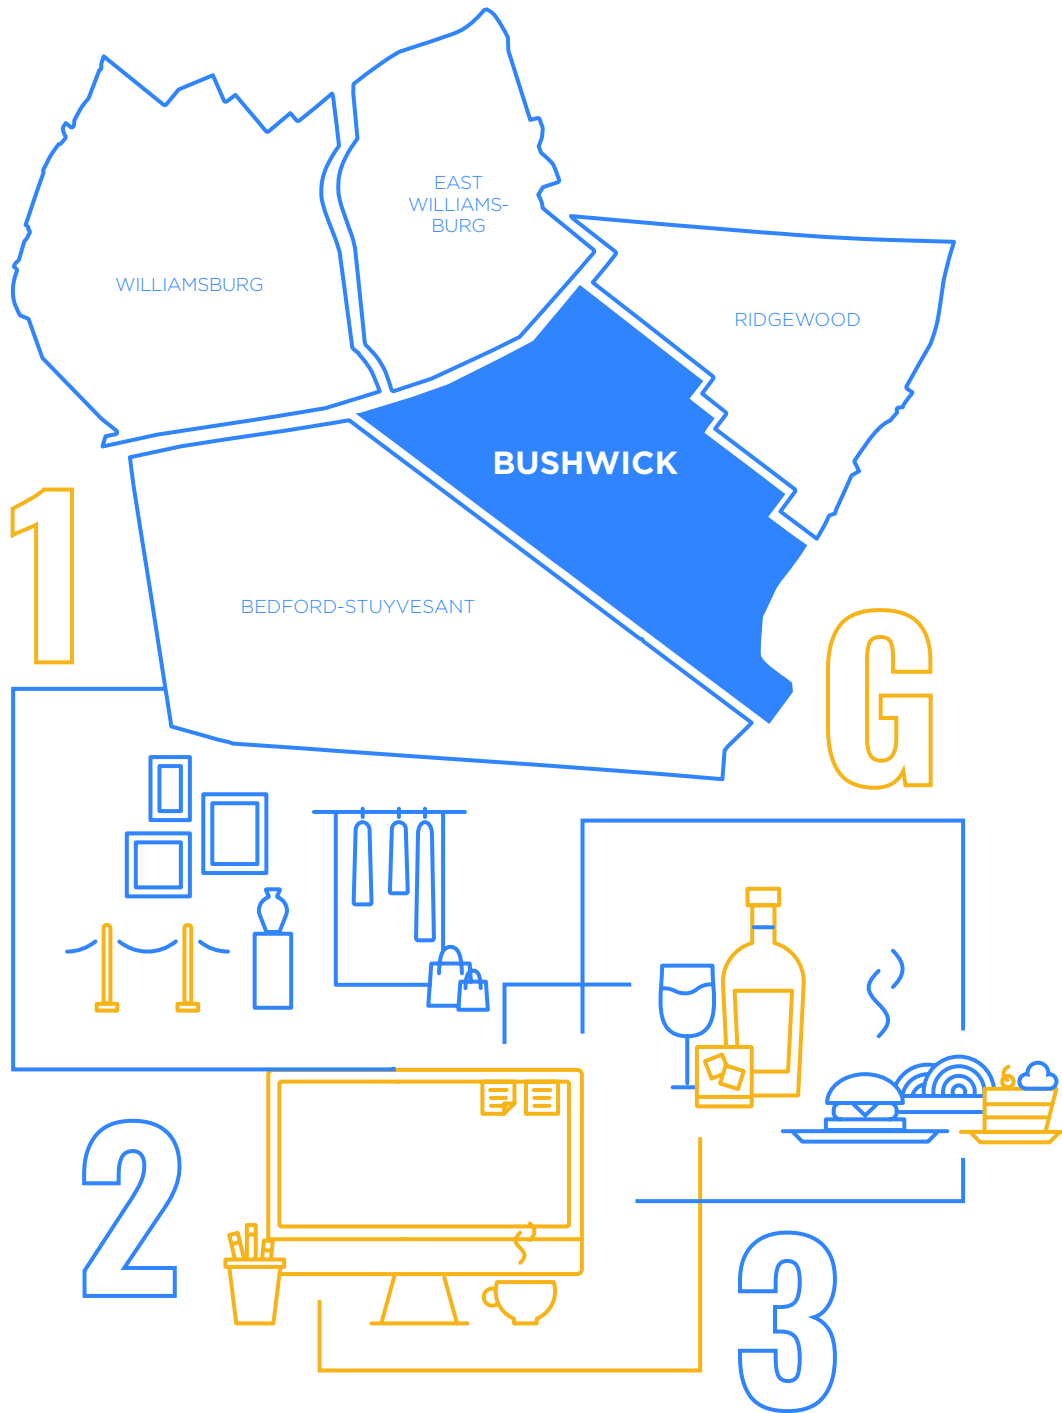 EAST
WILLIAMS-
BURG
WILLIAMSBURG
RIDGEWOOD
BUSHWICK
1
BEDFORD-STUYVESANT
G
2
3